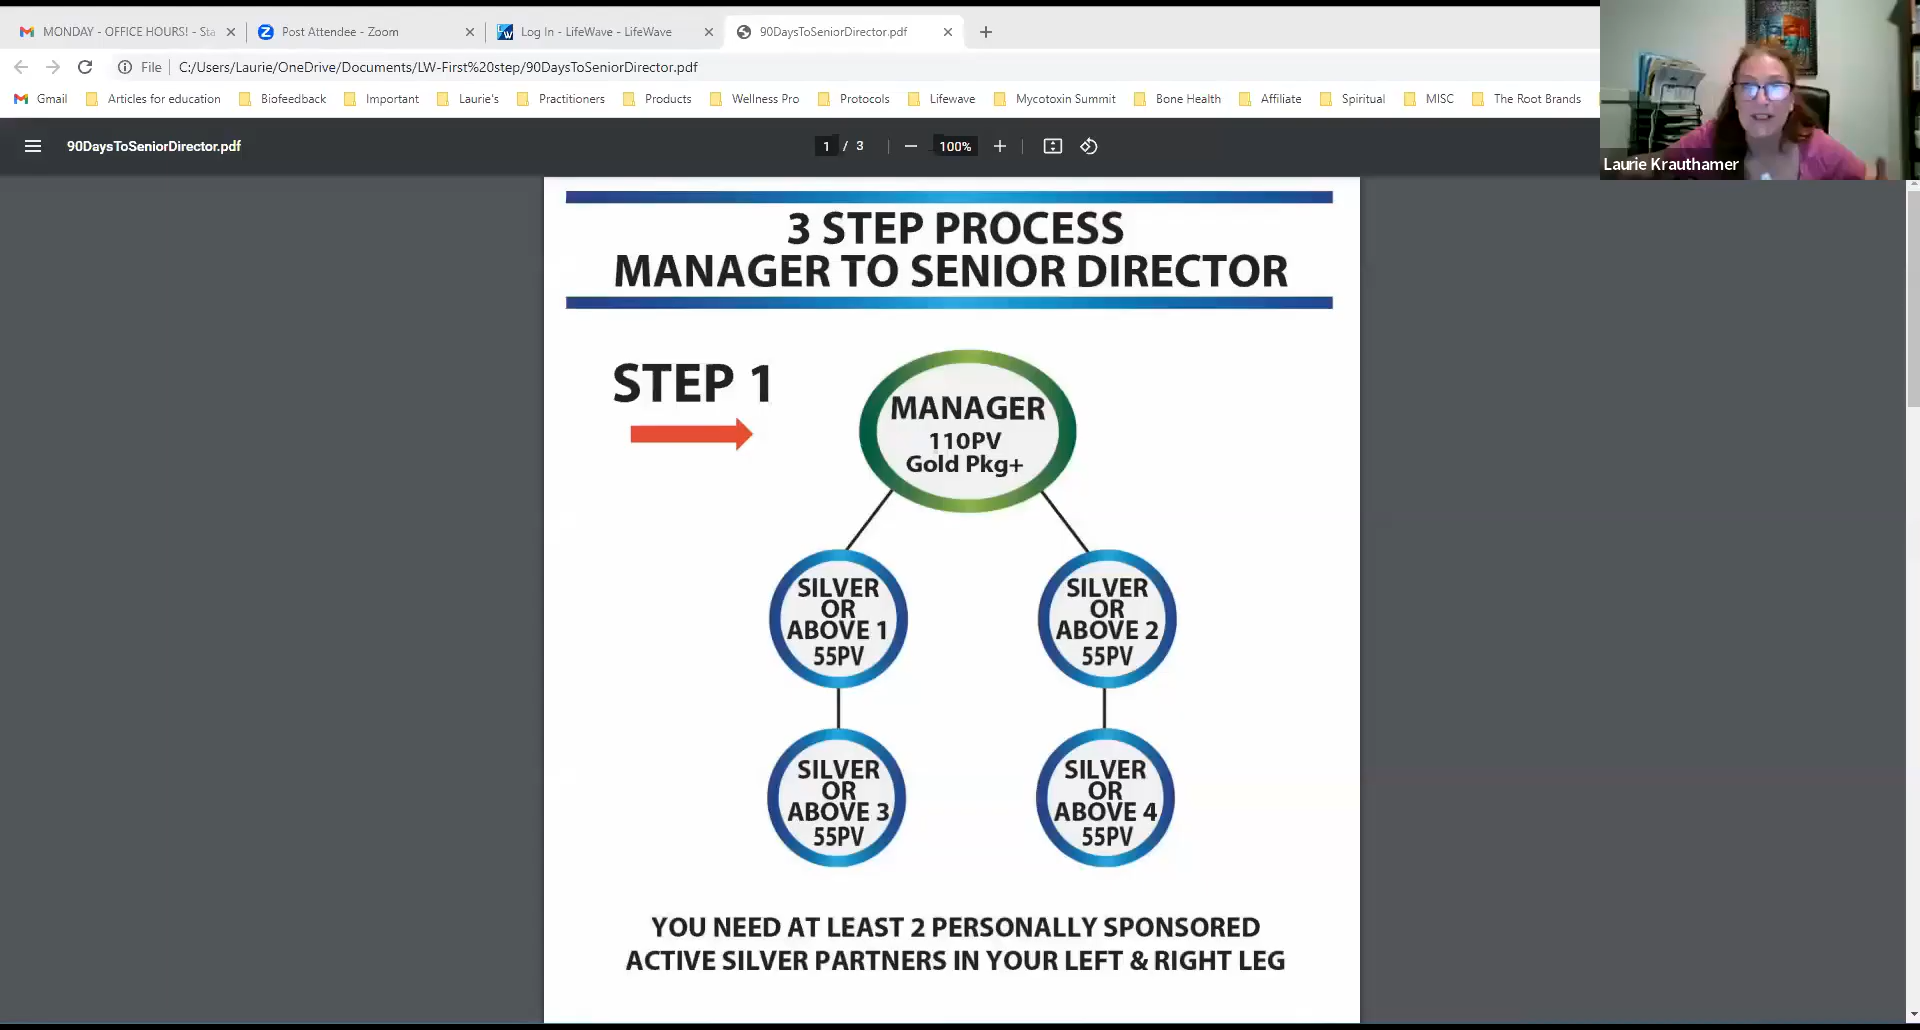 MONDAY - OFFICE HOURS! - Sta
Post Attendee - Zoom
Log In - LifeWave - LifeWave
90DaysToSeniorDirector.pdf
File
C:/Users/Laurie/OneDrive/Documents/LW-First%20step/90DaysToSeniorDirector.pdf
Gmail
Articles for education
Biofeedback
Important
Laurie's
Practitioners
Products
Wellness Pro
Protocols
Lifewave
Mycotoxin Summit
Bone Health
Affiliate
Spiritual
MISC
The Root Brands
Laurie Krauthamer
90DaysToSeniorDirector.pdf
1 / 3
100%
3 STEP PROCESS
MANAGER TO SENIOR DIRECTOR
STEP 1
MANAGER
110PV
Gold Pkg+
SILVER
OR
ABOVE 1
55PV
SILVER
OR
ABOVE 2
55PV
SILVER
OR
ABOVE 3
55PV
SILVER
OR
ABOVE 4
55PV
YOU NEED AT LEAST 2 PERSONALLY SPONSORED
ACTIVE SILVER PARTNERS IN YOUR LEFT & RIGHT LEG